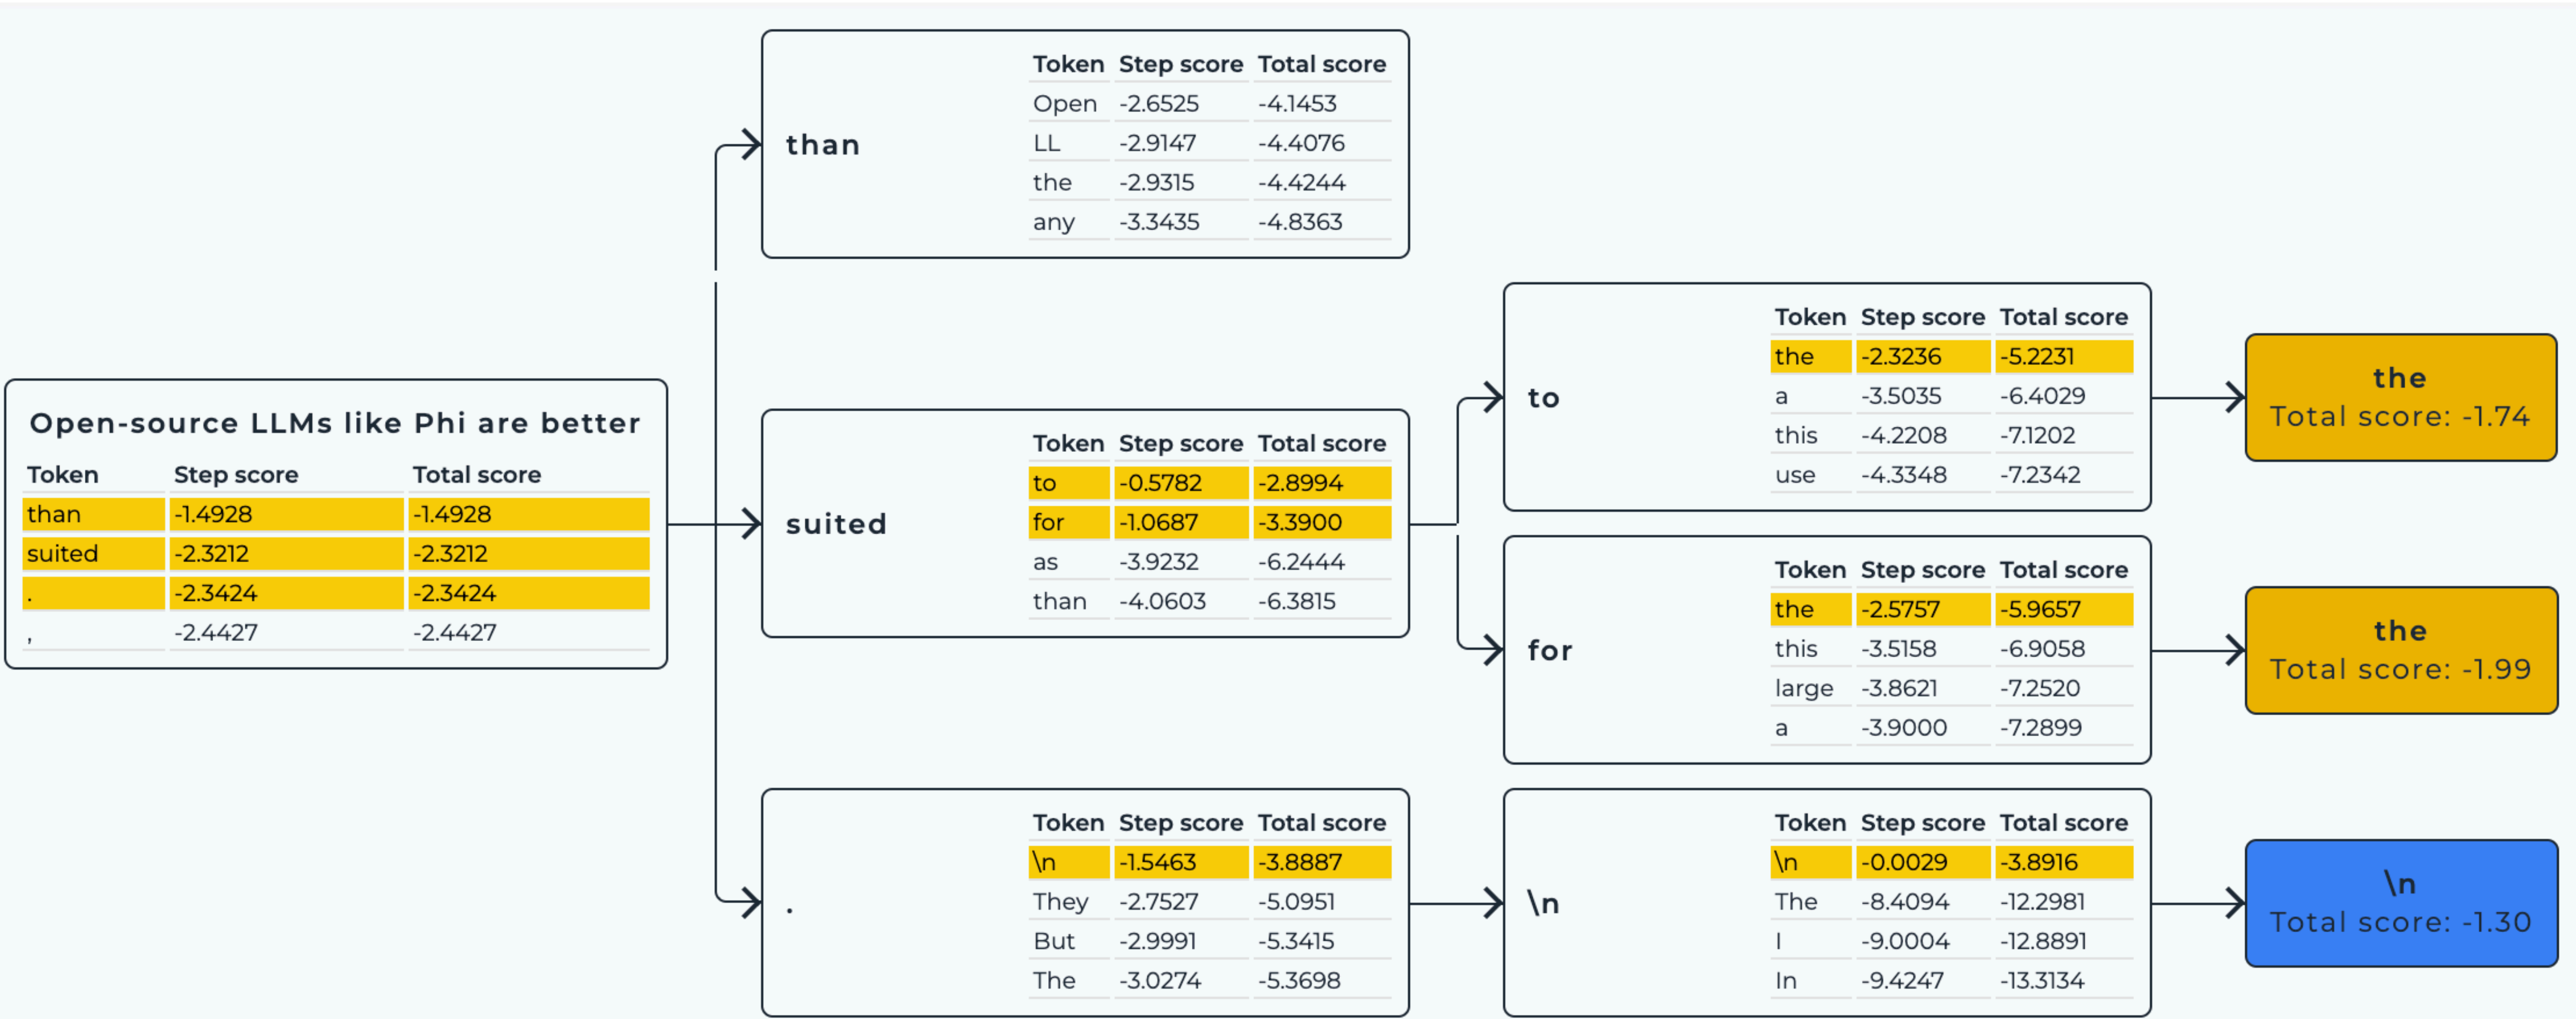 Open-source LLMs like Phi are better
Token Step score Total score
than -1.4928 -1.4928
suited -2.3212 -2.3212
. -2.3424 -2.3424
, -2.4427 -2.4427
than
Token Step score Total score
Open -2.6525 -4.1453
LL -2.9147 -4.4076
the -2.9315 -4.4244
any -3.3435 -4.8363
suited
Token Step score Total score
to -0.5782 -2.8994
for -1.0687 -3.3900
as -3.9232 -6.2444
than -4.0603 -6.3815
.
Token Step score Total score
\n -1.5463 -3.8887
They -2.7527 -5.0951
But -2.9991 -5.3415
The -3.0274 -5.3698
to
Token Step score Total score
the -2.3236 -5.2231
a -3.5035 -6.4029
this -4.2208 -7.1202
use -4.3348 -7.2342
for
Token Step score Total score
the -2.5757 -5.9657
this -3.5158 -6.9058
large -3.8621 -7.2520
a -3.9000 -7.2899
\n
Token Step score Total score
\n -0.0029 -3.8916
The -8.4094 -12.2981
I -9.0004 -12.8891
In -9.4247 -13.3134
the
Total score: -1.74
the
Total score: -1.99
\n
Total score: -1.30